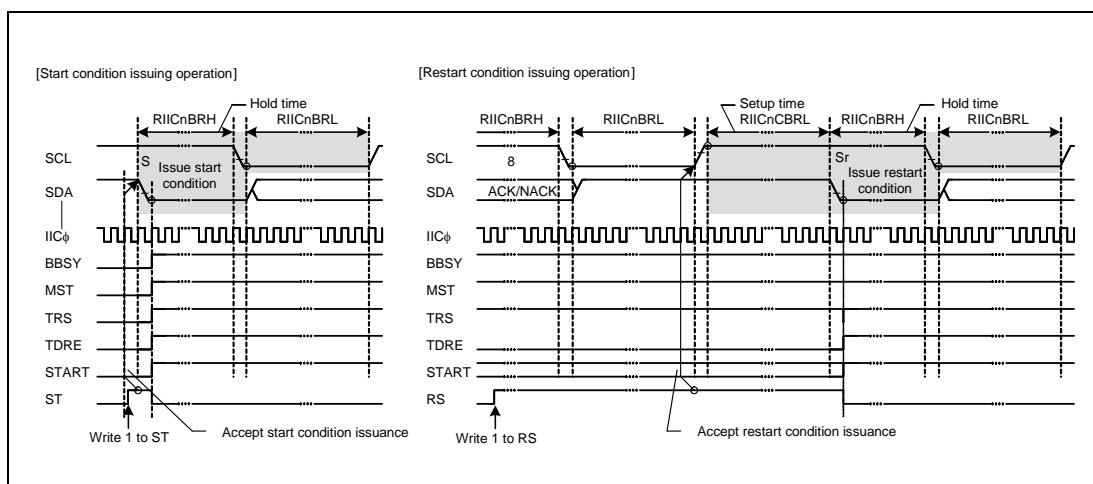 [Start condition issuing operation]
Hold time
RIICnBRH
RIICnBRL
SCL
S
Issue start
condition
SDA
IICϕ
BBSY
MST
TRS
TDRE
START
ST
Write 1 to ST
Accept start condition issuance
[Restart condition issuing operation]
Setup time
Hold time
RIICnBRH
RIICnBRL
RIICnCBRL
RIICnBRH
RIICnBRL
SCL
8
Sr
Issue restart
condition
SDA
ACK/NACK
IICϕ
BBSY
MST
TRS
TDRE
START
RS
Write 1 to RS
Accept restart condition issuance